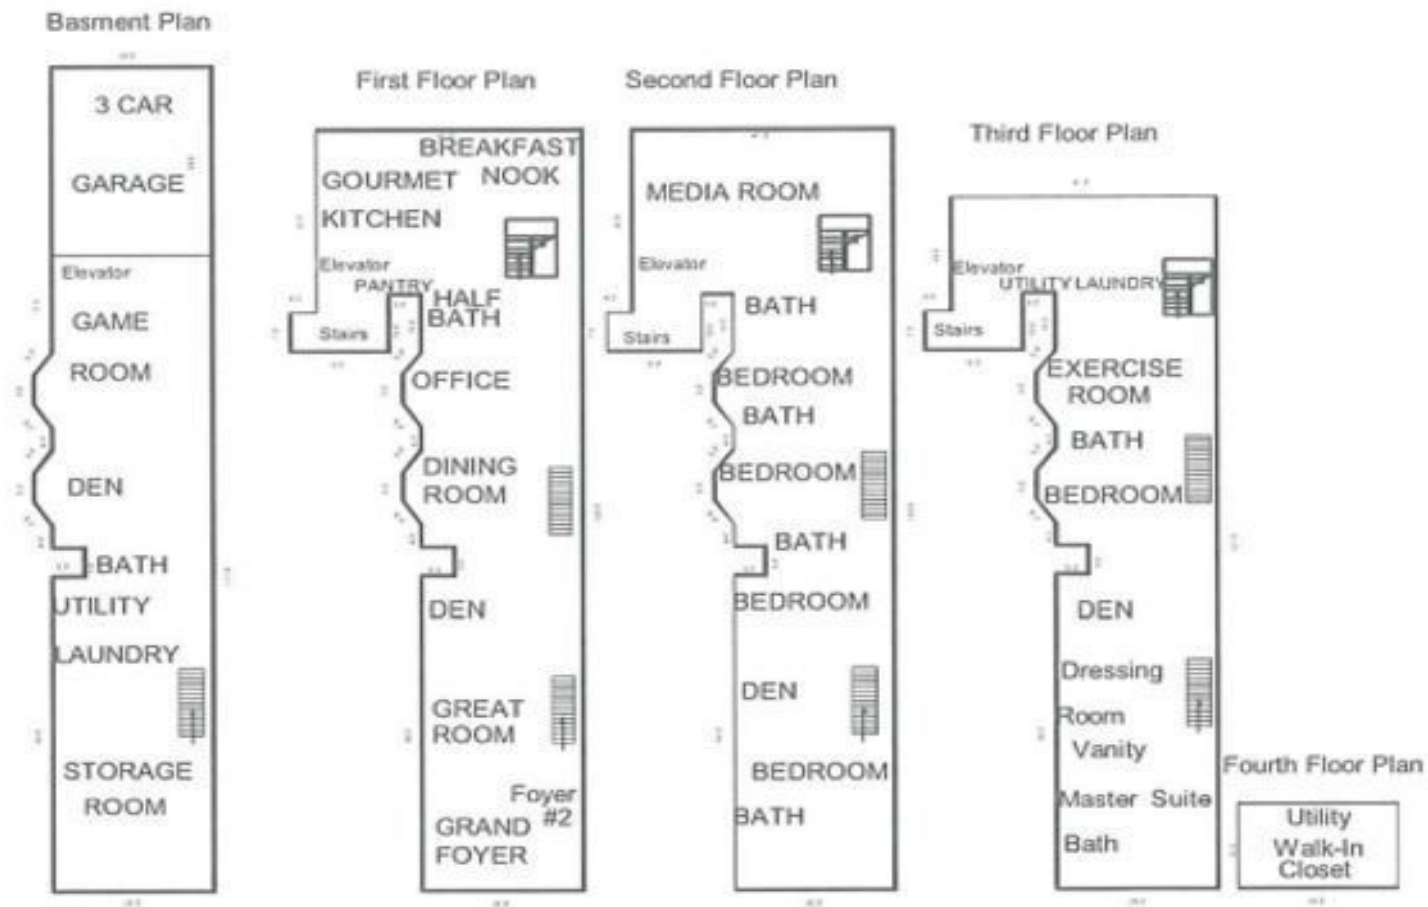 Basment Plan
3 CAR
GARAGE
Elevator
GAME
ROOM
DEN
BATH
UTILITY
LAUNDRY
STORAGE
ROOM
First Floor Plan
BREAKFAST
NOOK
GOURMET
KITCHEN
Elevator
PANTRY
HALF
BATH
Stairs
OFFICE
DINING
ROOM
DEN
GREAT
ROOM
Foyer
#2
GRAND
FOYER
Second Floor Plan
MEDIA ROOM
Elevator
BATH
Stairs
BEDROOM
BATH
BEDROOM
BATH
BEDROOM
DEN
BEDROOM
BATH
Third Floor Plan
Elevator
UTILITY LAUNDRY
Stairs
EXERCISE
ROOM
BATH
BEDROOM
DEN
Dressing
Room
Vanity
Master Suite
Bath
Fourth Floor Plan
Utility
Walk-In
Closet